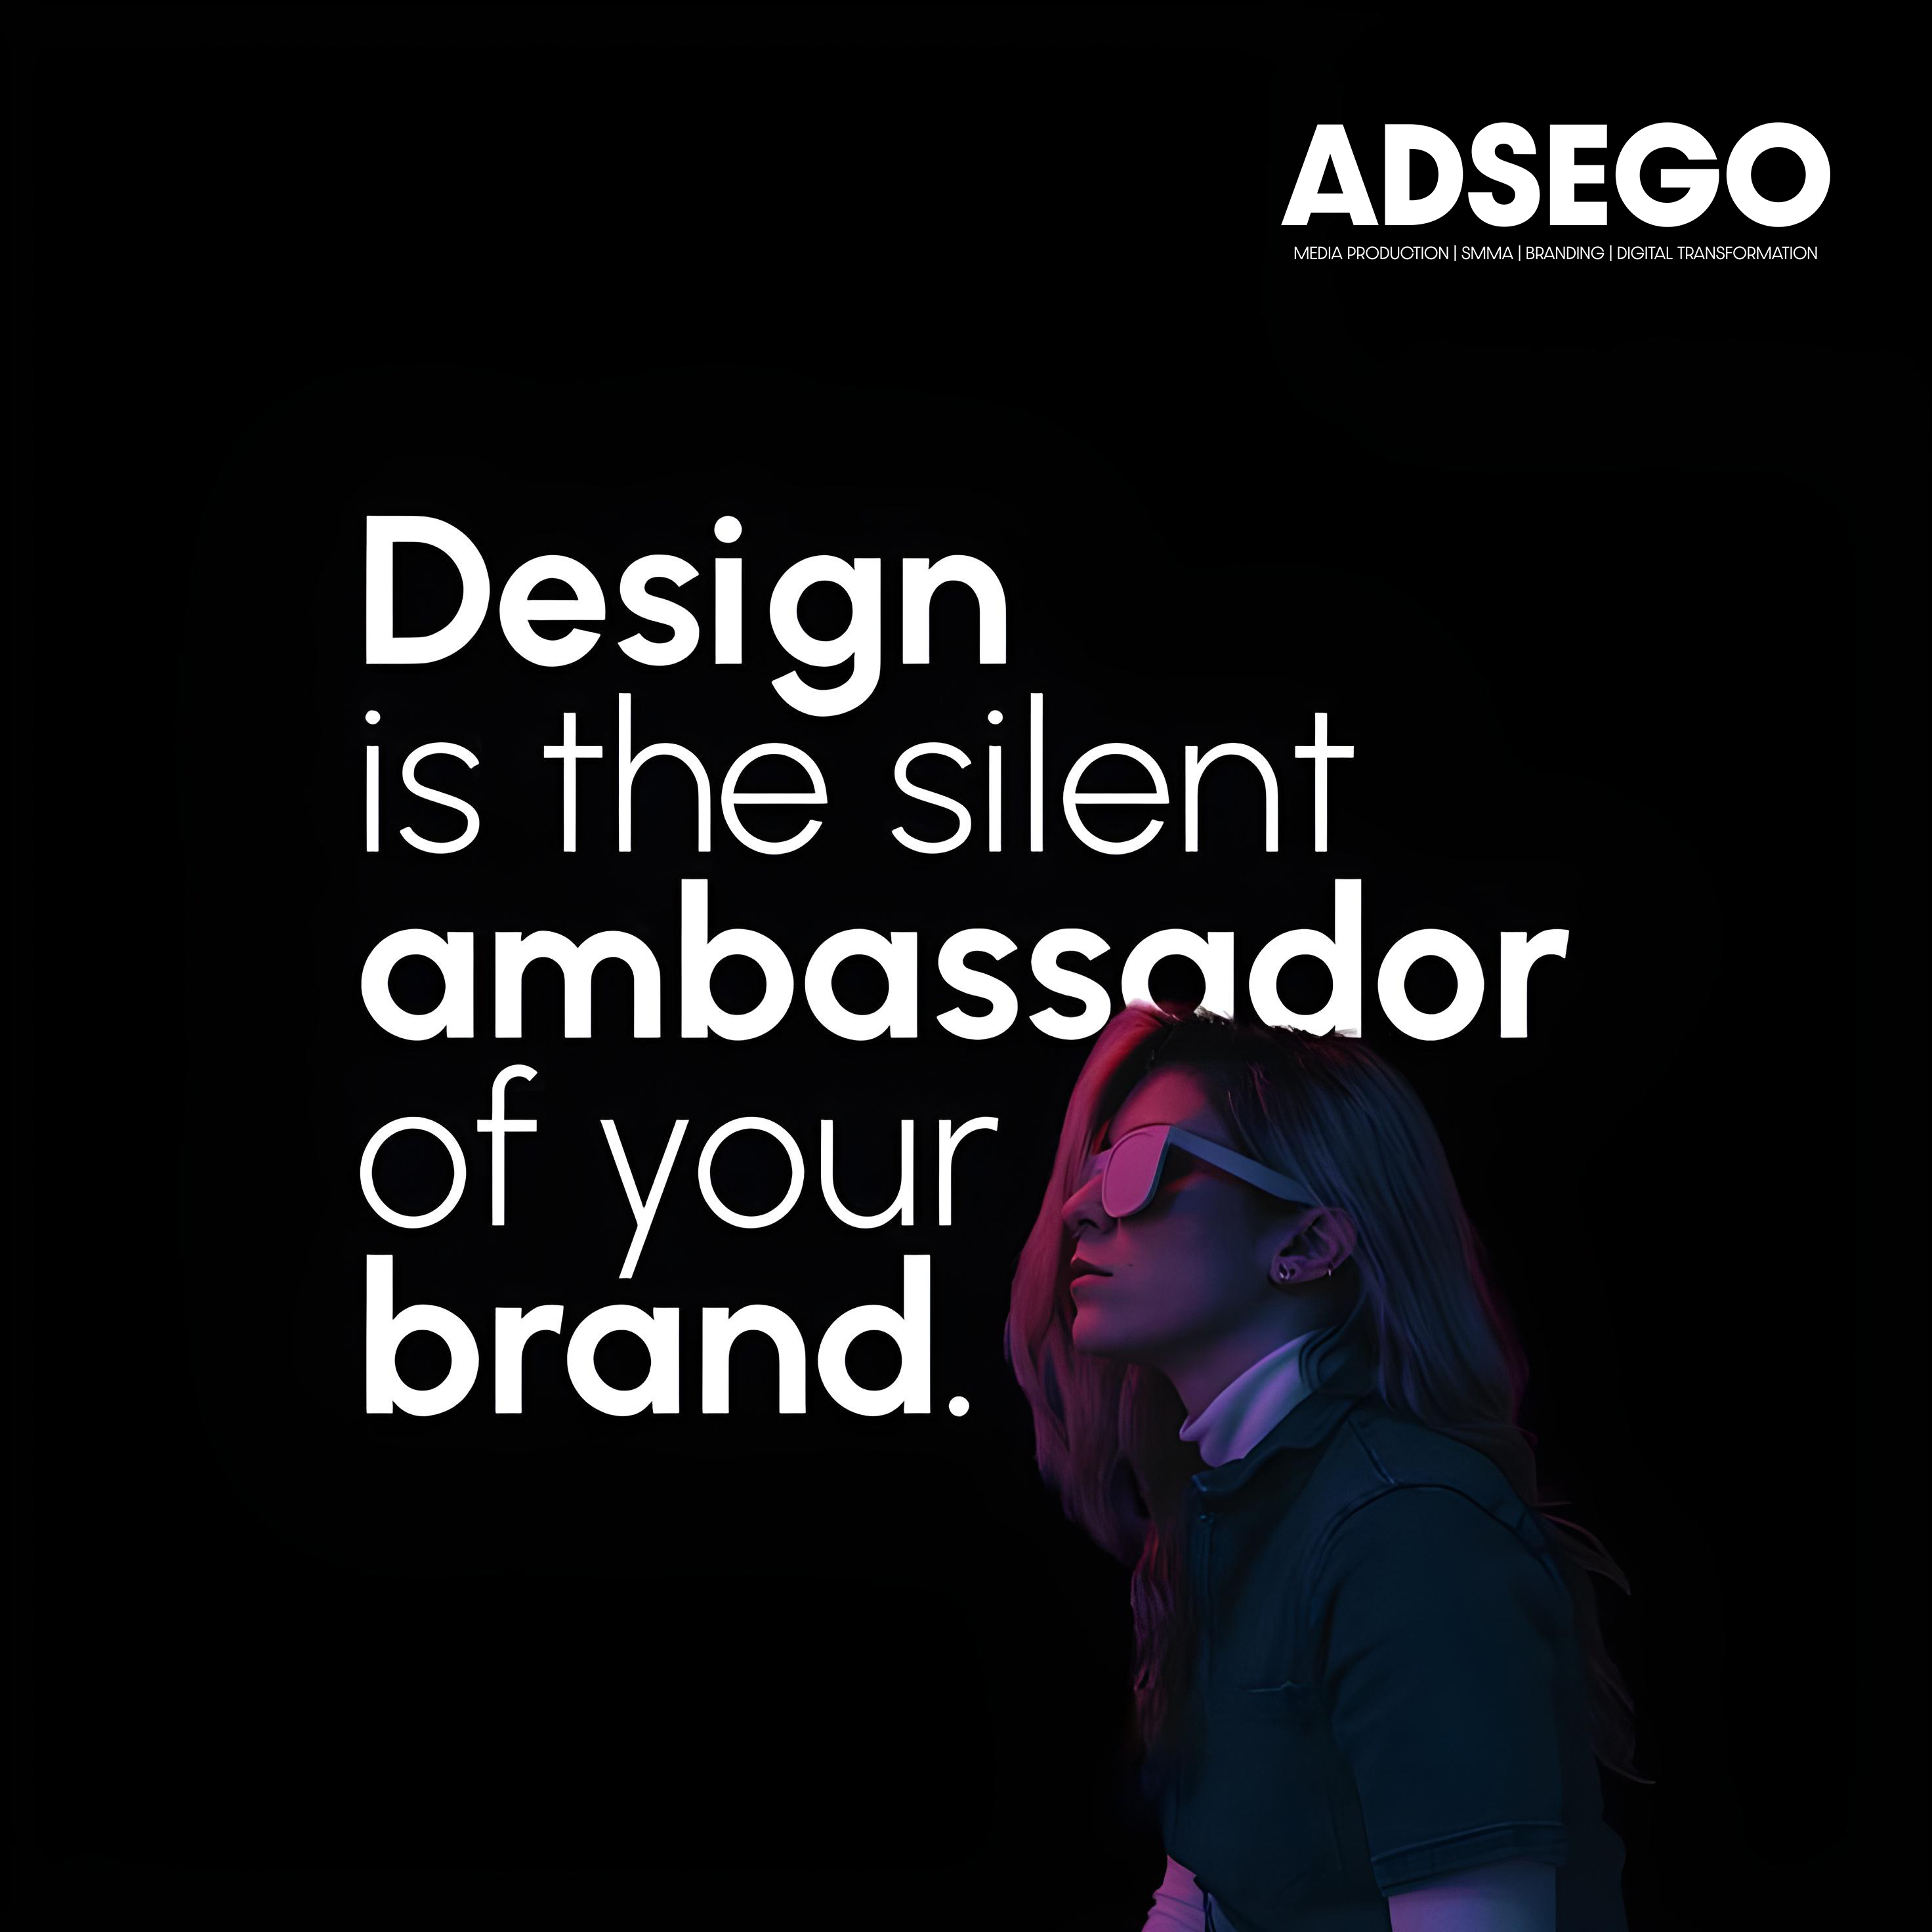 ADSEGO
MEDIA PRODUCTION | SMMA | BRANDING | DIGITAL TRANSFORMATION
Design
is the silent
ambassador
of your
brand.